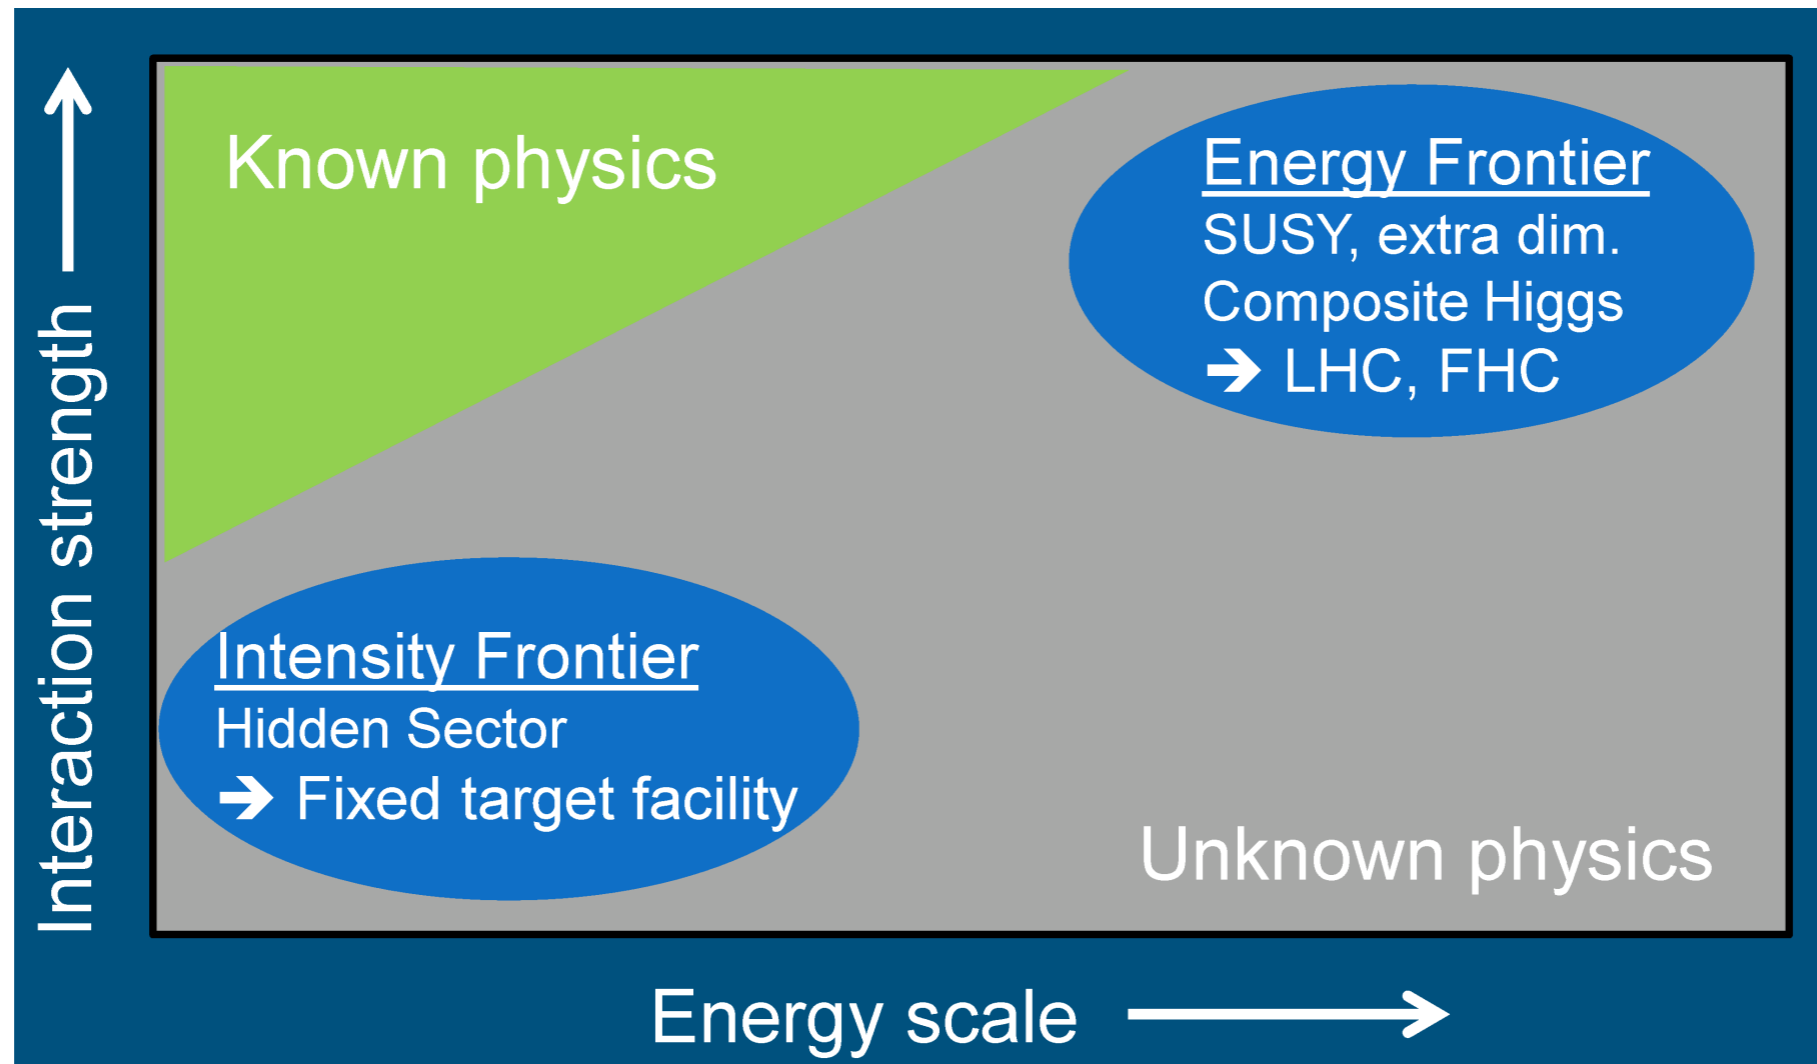 Interaction strength
Known physics
Energy Frontier
SUSY, extra dim.
Composite Higgs
➔ LHC, FHC
Intensity Frontier
Hidden Sector
➔ Fixed target facility
Unknown physics
Energy scale